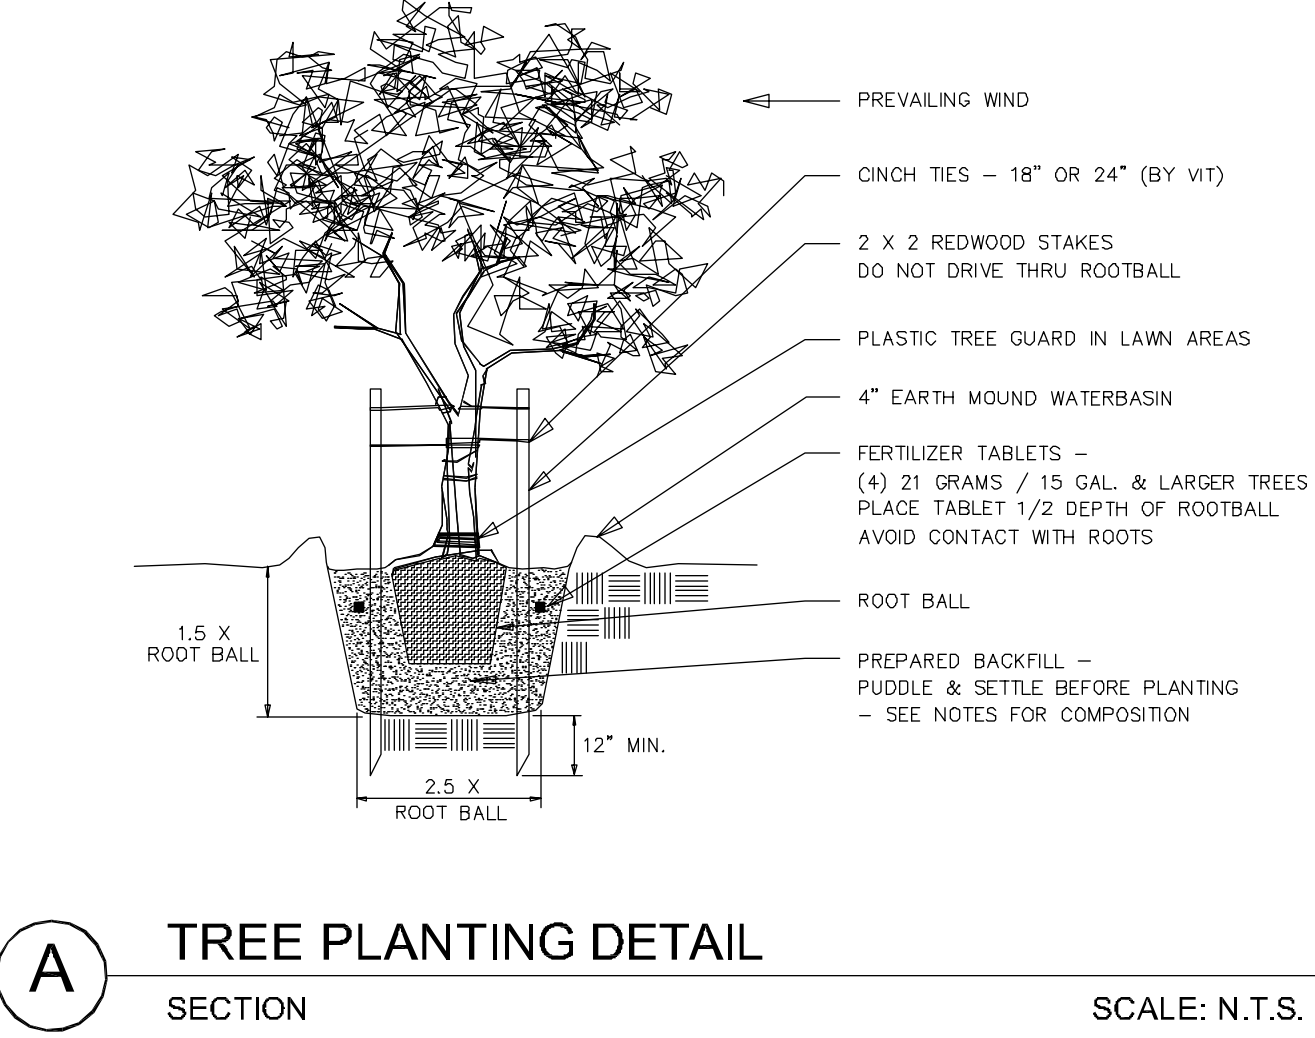 PREVAILING WIND
CINCH TIES – 18" OR 24" (BY VIT)
2 X 2 REDWOOD STAKES
DO NOT DRIVE THRU ROOTBALL
PLASTIC TREE GUARD IN LAWN AREAS
4" EARTH MOUND WATERBASIN
FERTILIZER TABLETS –
(4) 21 GRAMS / 15 GAL. & LARGER TREES
PLACE TABLET 1/2 DEPTH OF ROOTBALL
AVOID CONTACT WITH ROOTS
ROOT BALL
PREPARED BACKFILL –
PUDDLE & SETTLE BEFORE PLANTING
– SEE NOTES FOR COMPOSITION
1.5 X
ROOT BALL
12" MIN.
2.5 X
ROOT BALL
A
TREE PLANTING DETAIL
SECTION
SCALE: N.T.S.